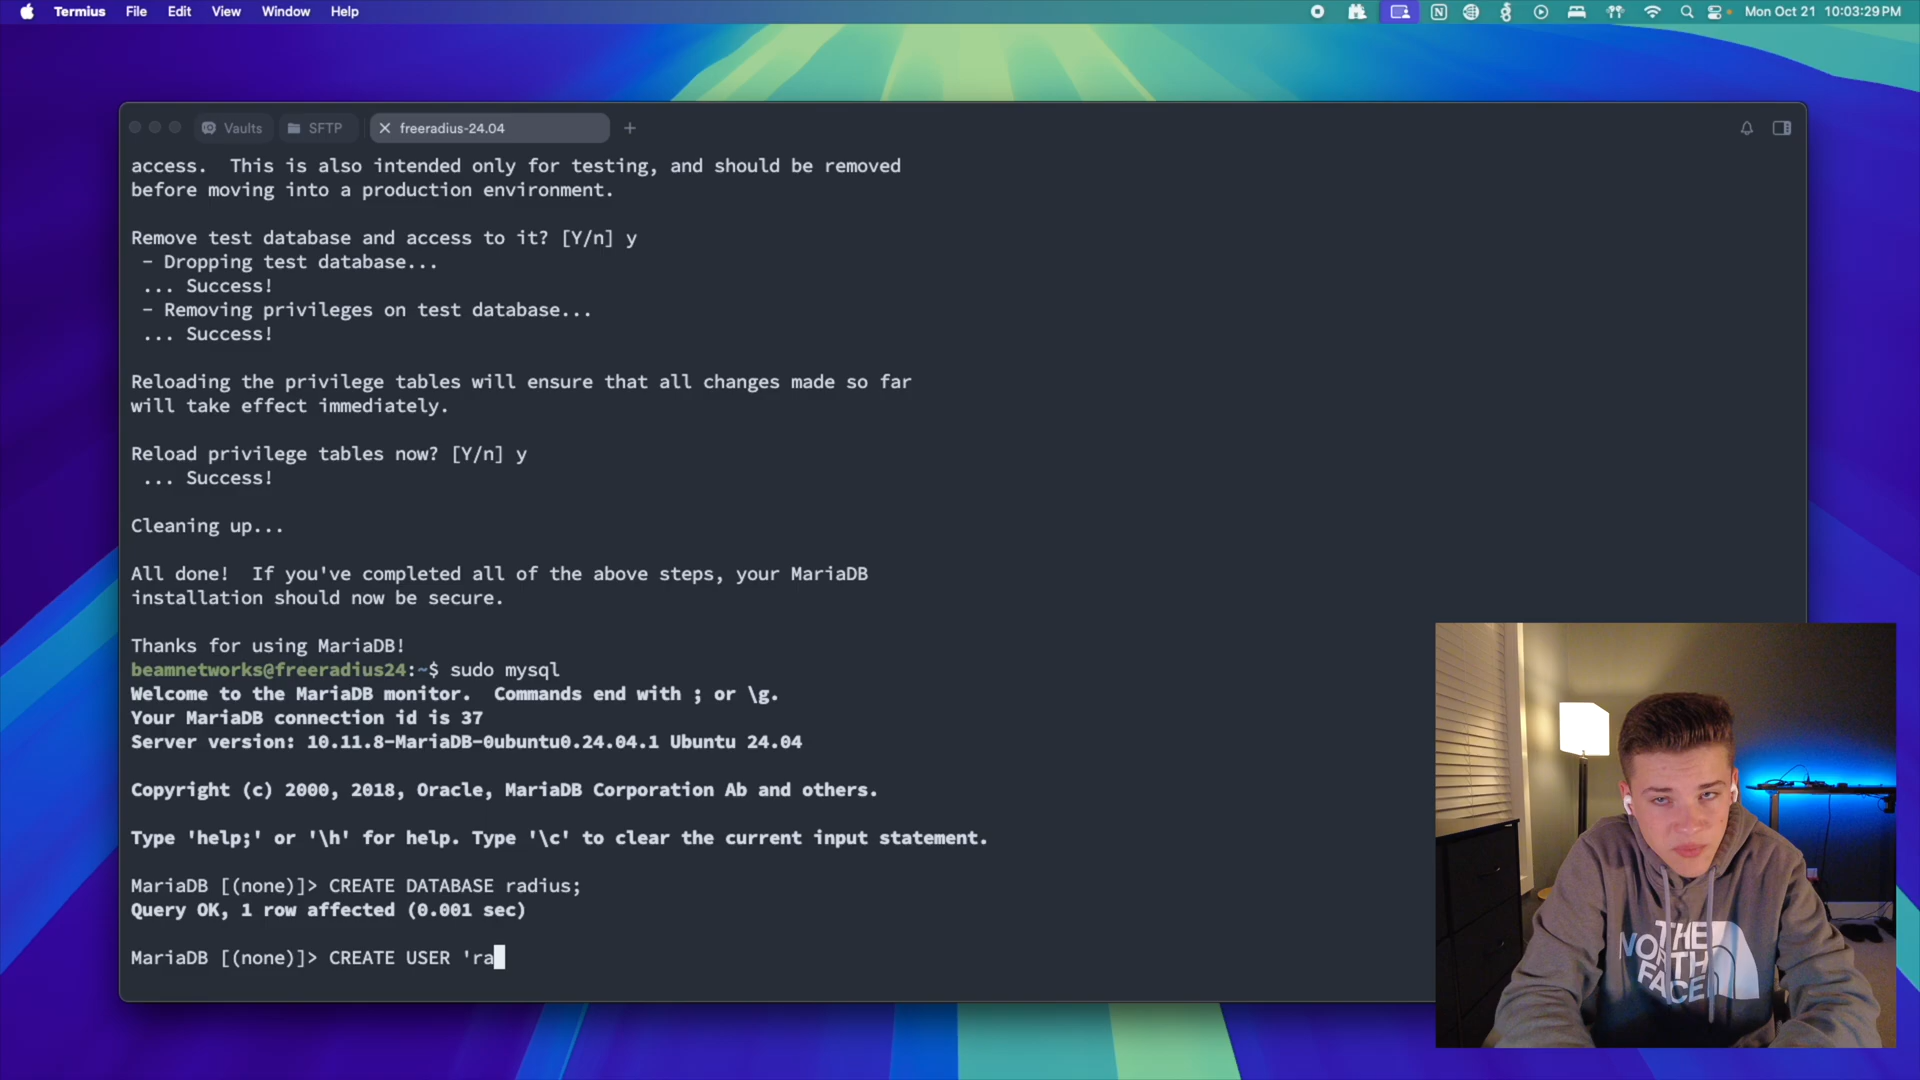 Termius File Edit View Window Help Mon Oct 21 10:03:29 PM
Vaults SFTP freeradius-24.04
access.  This is also intended only for testing, and should be removed
before moving into a production environment.
Remove test database and access to it? [Y/n] y
 - Dropping test database...
 ... Success!
 - Removing privileges on test database...
 ... Success!
Reloading the privilege tables will ensure that all changes made so far
will take effect immediately.
Reload privilege tables now? [Y/n] y
 ... Success!
Cleaning up...
All done!  If you've completed all of the above steps, your MariaDB
installation should now be secure.
Thanks for using MariaDB!
beamnetworks@freeradius24:~$ sudo mysql
Welcome to the MariaDB monitor.  Commands end with ; or \g.
Your MariaDB connection id is 37
Server version: 10.11.8-MariaDB-0ubuntu0.24.04.1 Ubuntu 24.04
Copyright (c) 2000, 2018, Oracle, MariaDB Corporation Ab and others.
Type 'help;' or '\h' for help. Type '\c' to clear the current input statement.
MariaDB [(none)]> CREATE DATABASE radius;
Query OK, 1 row affected (0.001 sec)
MariaDB [(none)]> CREATE USER 'ra
THE
NORTH
FACE